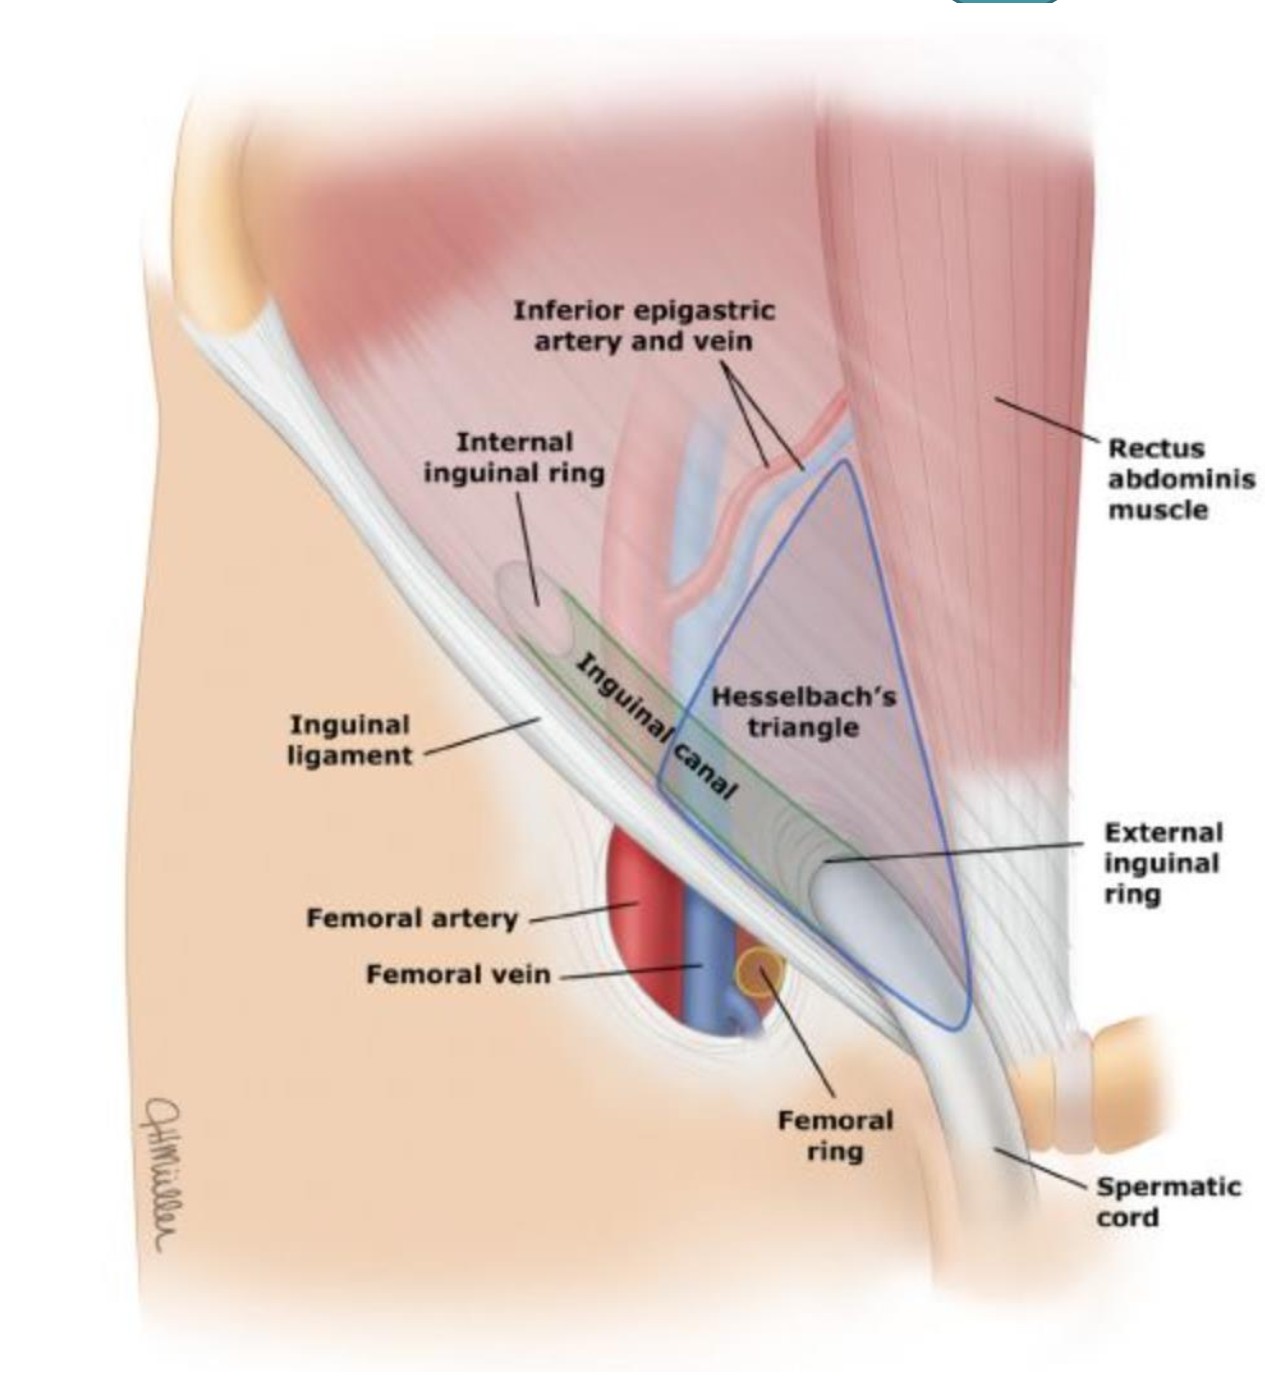 Inferior epigastric
artery and vein
Internal
inguinal ring
Rectus
abdominis
muscle
Inguinal canal
Hesselbach's
triangle
Inguinal
ligament
External
inguinal
ring
Femoral artery
Femoral vein
Femoral
ring
Spermatic
cord
JHMüller